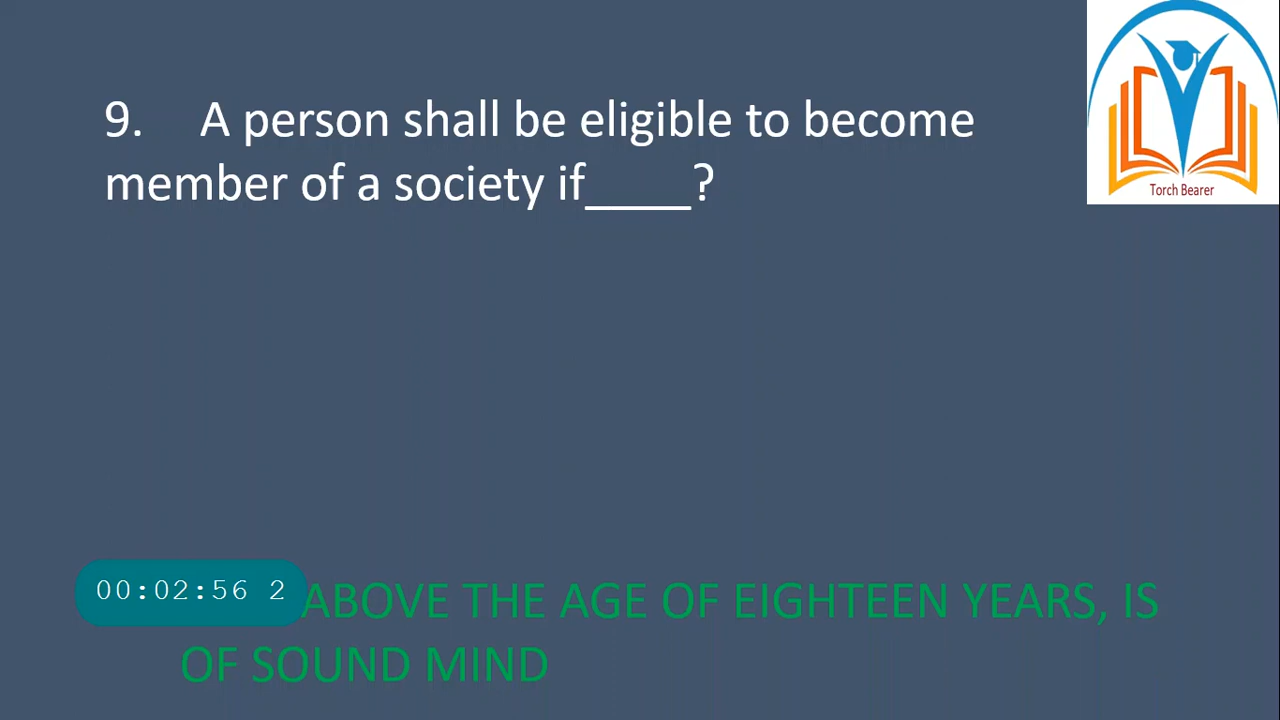 9. A person shall be eligible to become
member of a society if____?
Torch Bearer
00:02:56 2
ABOVE THE AGE OF EIGHTEEN YEARS, IS
OF SOUND MIND